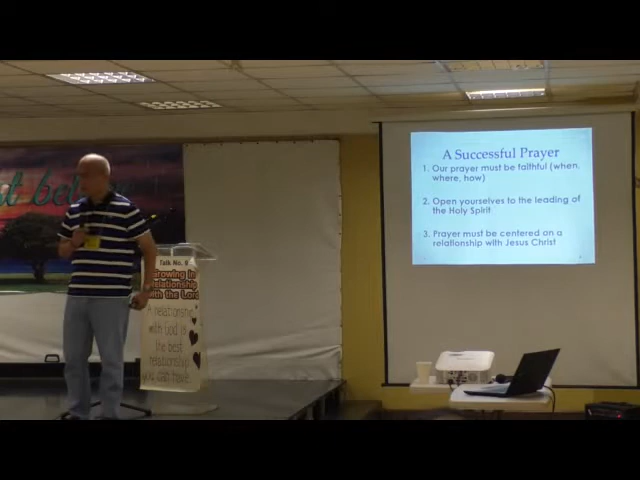 A Successful Prayer
1. Our prayer must be faithful (when,
where, how)
2. Open yourselves to the leading of
the Holy Spirit
3. Prayer must be centered on a
relationship with Jesus Christ
Talk No. 9
Growing in
relationship
with the Lord
A relationship
with God is
the best
relationship
you can have.